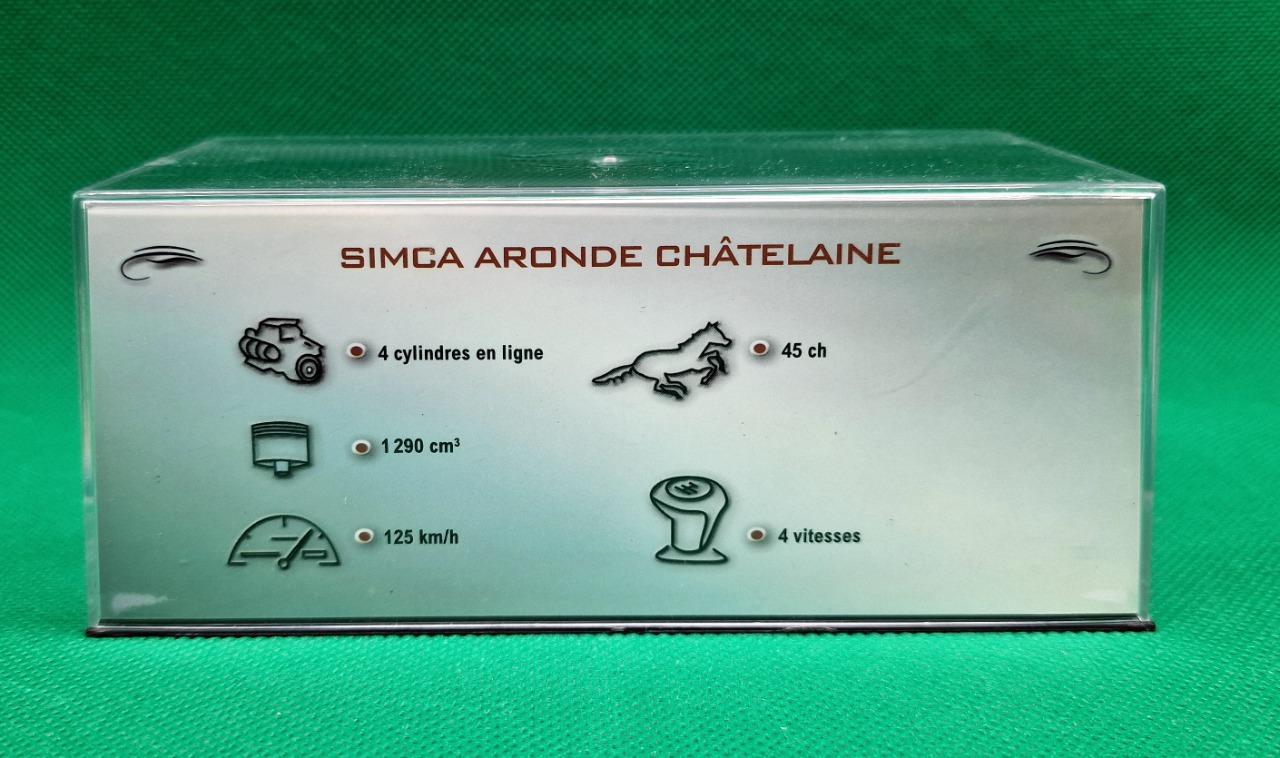 SIMCA ARONDE CHÂTELAINE
4 cylindres en ligne
45 ch
1 290 cm³
125 km/h
4 vitesses